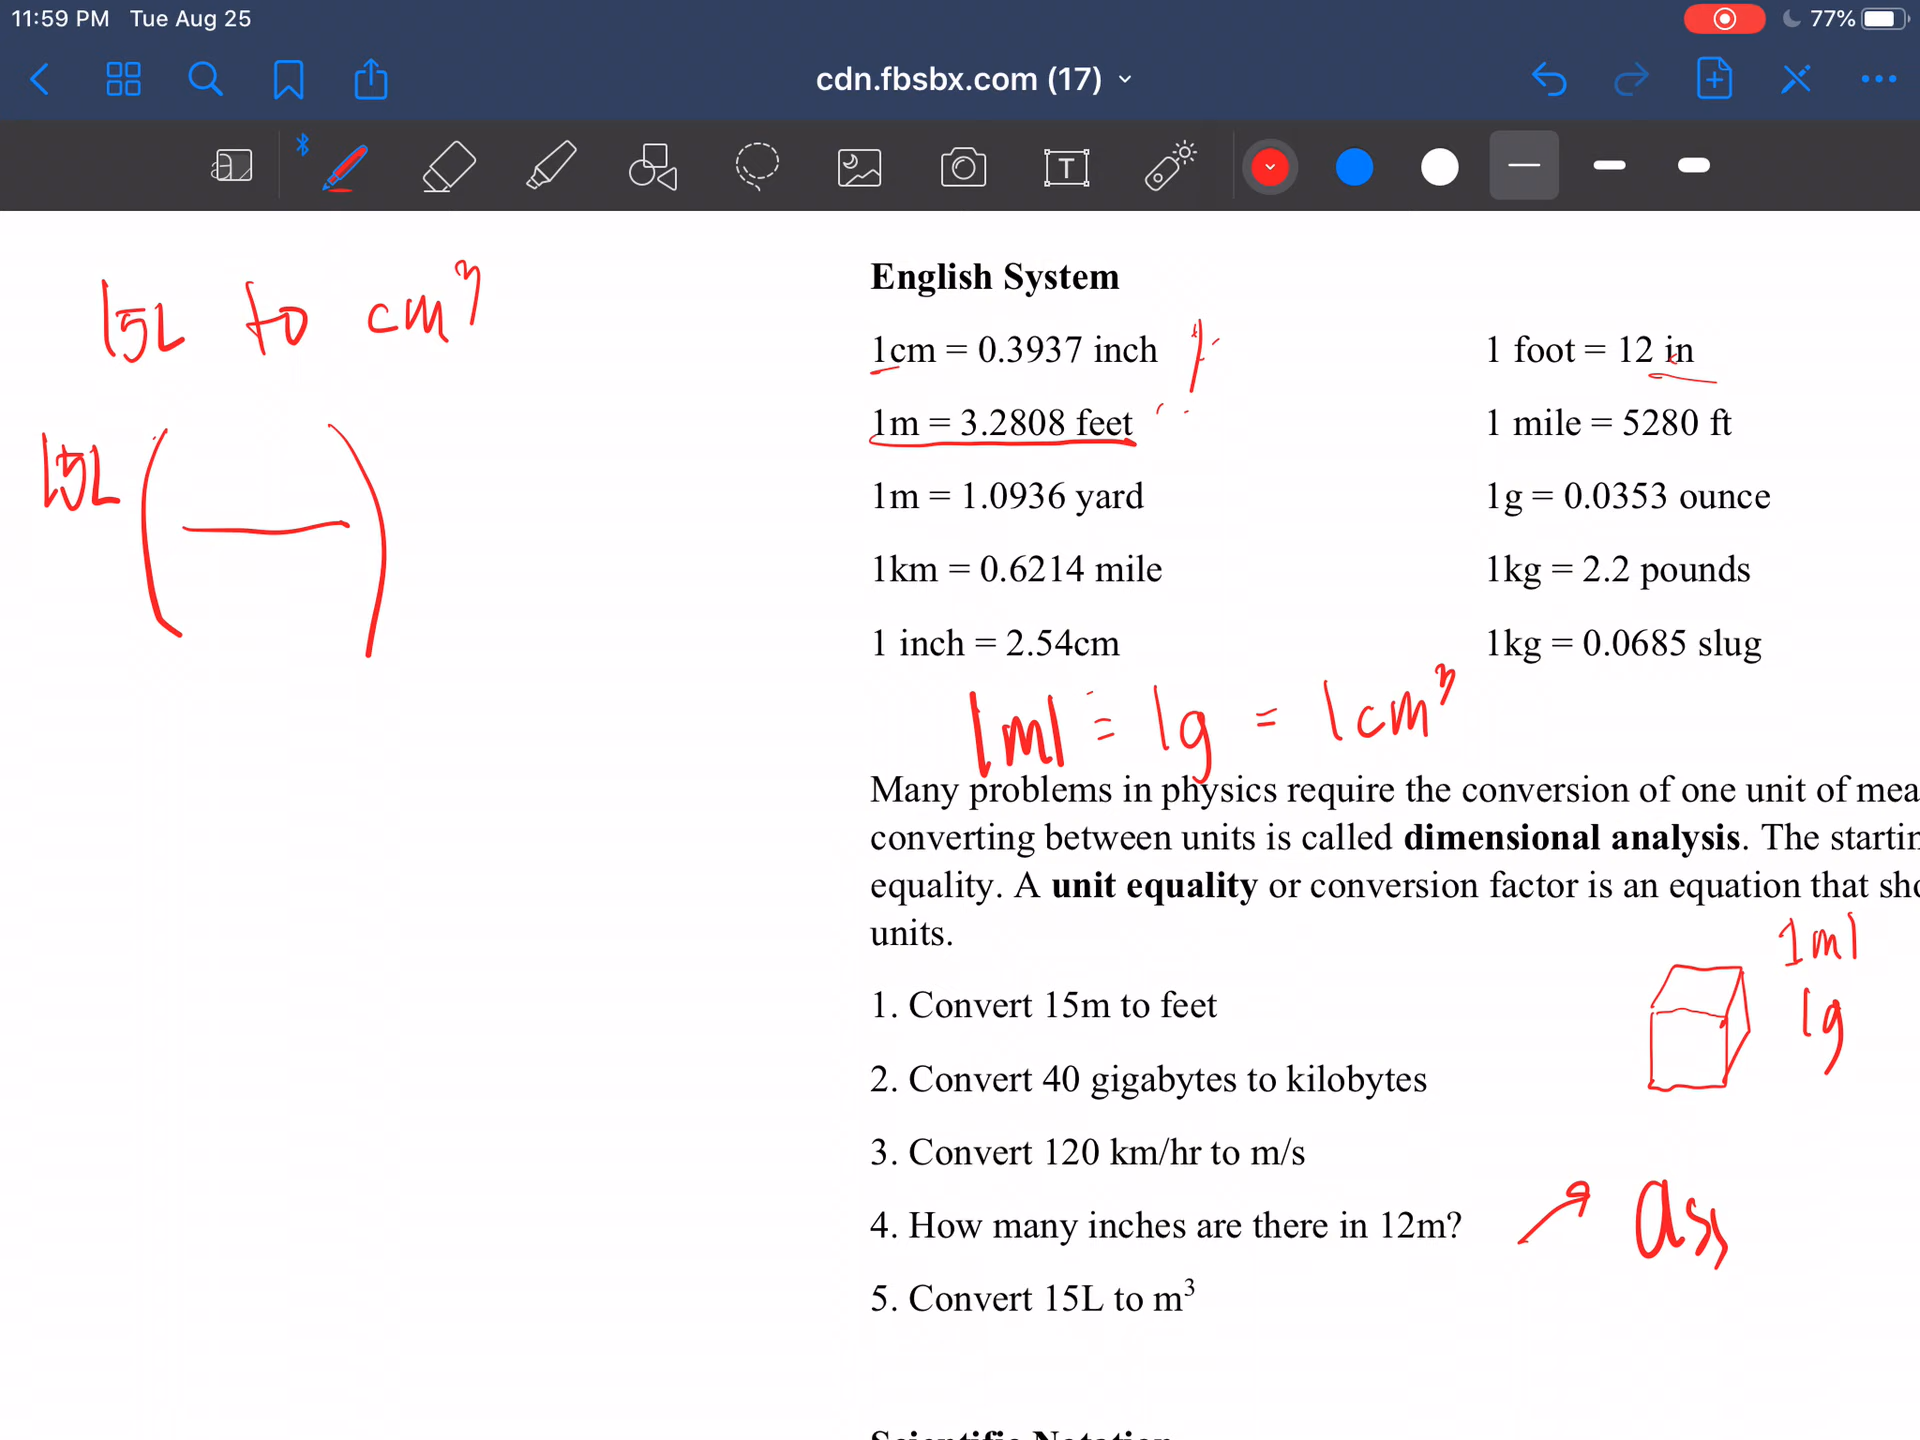 11:59 PM Tue Aug 25
77%
cdn.fbsbx.com (17)
T
15L to cm³
15L
English System
1cm = 0.3937 inch
1 foot = 12 in
1m = 3.2808 feet
1 mile = 5280 ft
1m = 1.0936 yard
1g = 0.0353 ounce
1km = 0.6214 mile
1kg = 2.2 pounds
1 inch = 2.54cm
1kg = 0.0685 slug
1ml = 1g = 1cm³
Many problems in physics require the conversion of one unit of mea
converting between units is called dimensional analysis. The startin
equality. A unit equality or conversion factor is an equation that sho
units.
1ml
1g
1. Convert 15m to feet
2. Convert 40 gigabytes to kilobytes
3. Convert 120 km/hr to m/s
4. How many inches are there in 12m?
ass
5. Convert 15L to m³
Scientific Notation